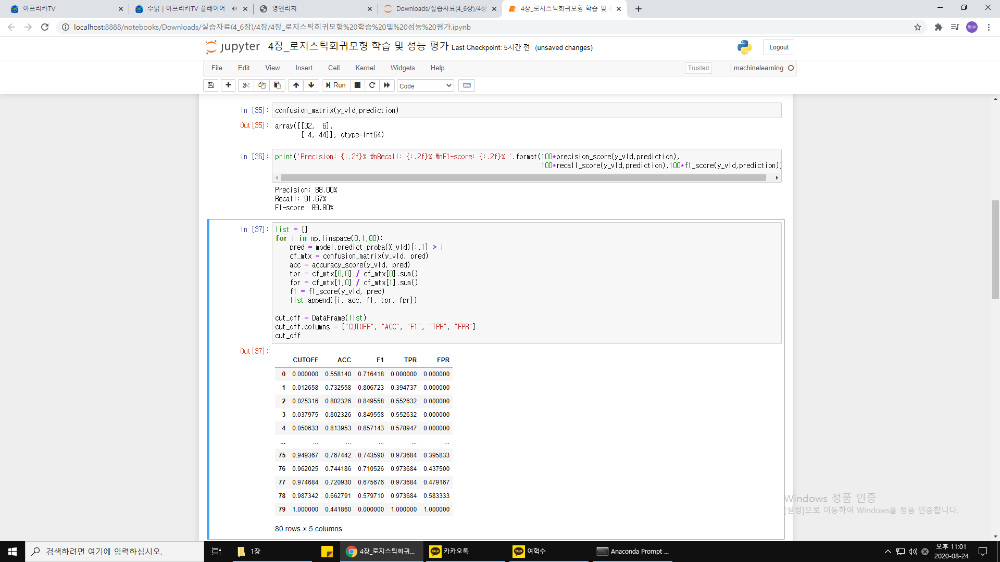 아프리카TV
수탉 | 아프리카TV 플레이어
영앤리치
Downloads/실습자료(4_6장)/4장
4장_로지스틱회귀모형 학습 및
localhost:8888/notebooks/Downloads/실습자료(4_6장)/4장/4장_로지스틱회귀모형%20학습%20및%20성능%20평가.ipynb
혁수
jupyter 4장_로지스틱회귀모형 학습 및 성능 평가 Last Checkpoint: 5시간 전 (unsaved changes)
Logout
File Edit View Insert Cell Kernel Widgets Help
Trusted
machinelearning
Run
Code
In [35]: confusion_matrix(y_vld,prediction)
Out[35]: array([[32,  6],
[ 4, 44]], dtype=int64)
In [36]: print('Precision: {:.2f}% ₩nRecall: {:.2f}% ₩nF1-score: {:.2f}% '.format(100*precision_score(y_vld,prediction),
100*recall_score(y_vld,prediction),100*f1_score(y_vld,prediction))
Precision: 88.00%
Recall: 91.67%
F1-score: 89.80%
In [37]: list = []
for i in np.linspace(0,1,80):
pred = model.predict_proba(X_vld)[:,1] > i
cf_mtx = confusion_matrix(y_vld, pred)
acc = accuracy_score(y_vld, pred)
tpr = cf_mtx[0,0] / cf_mtx[0].sum()
fpr = cf_mtx[1,0] / cf_mtx[1].sum()
f1 = f1_score(y_vld, pred)
list.append([i, acc, f1, tpr, fpr])
cut_off = DataFrame(list)
cut_off.columns = ["CUTOFF", "ACC", "F1", "TPR", "FPR"]
cut_off
Out[37]:
CUTOFF ACC F1 TPR FPR
0 0.000000 0.558140 0.716418 0.000000 0.000000
1 0.012658 0.732558 0.806723 0.394737 0.000000
2 0.025316 0.802326 0.849558 0.552632 0.000000
3 0.037975 0.802326 0.849558 0.552632 0.000000
4 0.050633 0.813953 0.857143 0.578947 0.000000
... ... ... ... ... ...
75 0.949367 0.767442 0.743590 0.973684 0.395833
76 0.962025 0.744186 0.710526 0.973684 0.437500
77 0.974684 0.720930 0.675676 0.973684 0.479167
78 0.987342 0.662791 0.579710 0.973684 0.583333
79 1.000000 0.441860 0.000000 1.000000 1.000000
80 rows × 5 columns
Windows 정품 인증
[설정]으로 이동하여 Windows를 정품 인증합니다.
검색하려면 여기에 입력하십시오.
1장
4장_로지스틱회귀...
TALK 카카오톡
TALK 여혁수
Anaconda Prompt ...
오후 11:01
2020-08-24